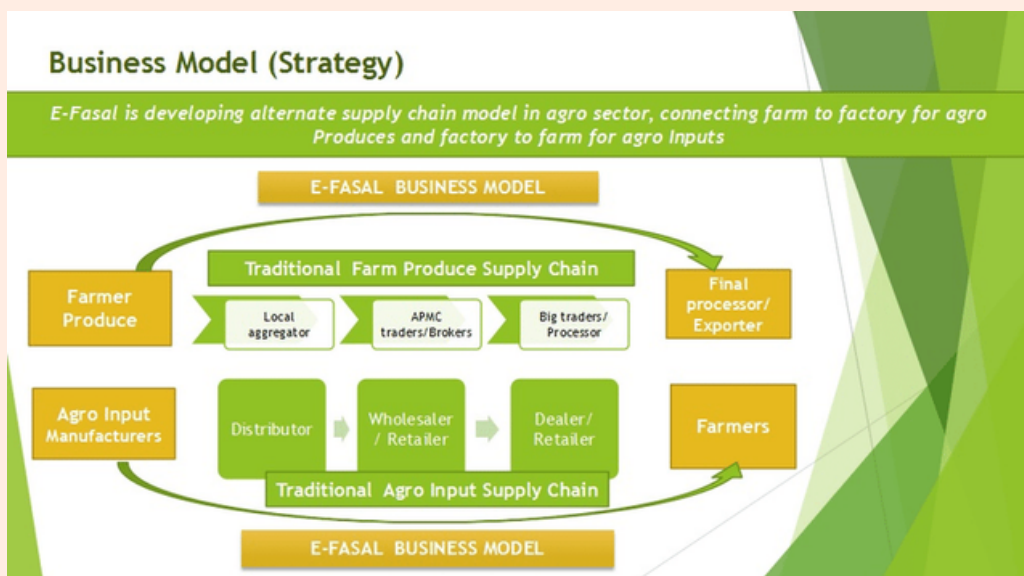 Business Model (Strategy)
E-Fasal is developing alternate supply chain model in agro sector, connecting farm to factory for agro
Produces and factory to farm for agro Inputs
E-FASAL BUSINESS MODEL
Traditional Farm Produce Supply Chain
Farmer
Produce
Local
aggregator
APMC
traders/Brokers
Big traders/
Processor
Final
processor/
Exporter
Agro Input
Manufacturers
Distributor
Wholesaler
/ Retailer
Dealer/
Retailer
Farmers
Traditional Agro Input Supply Chain
E-FASAL BUSINESS MODEL